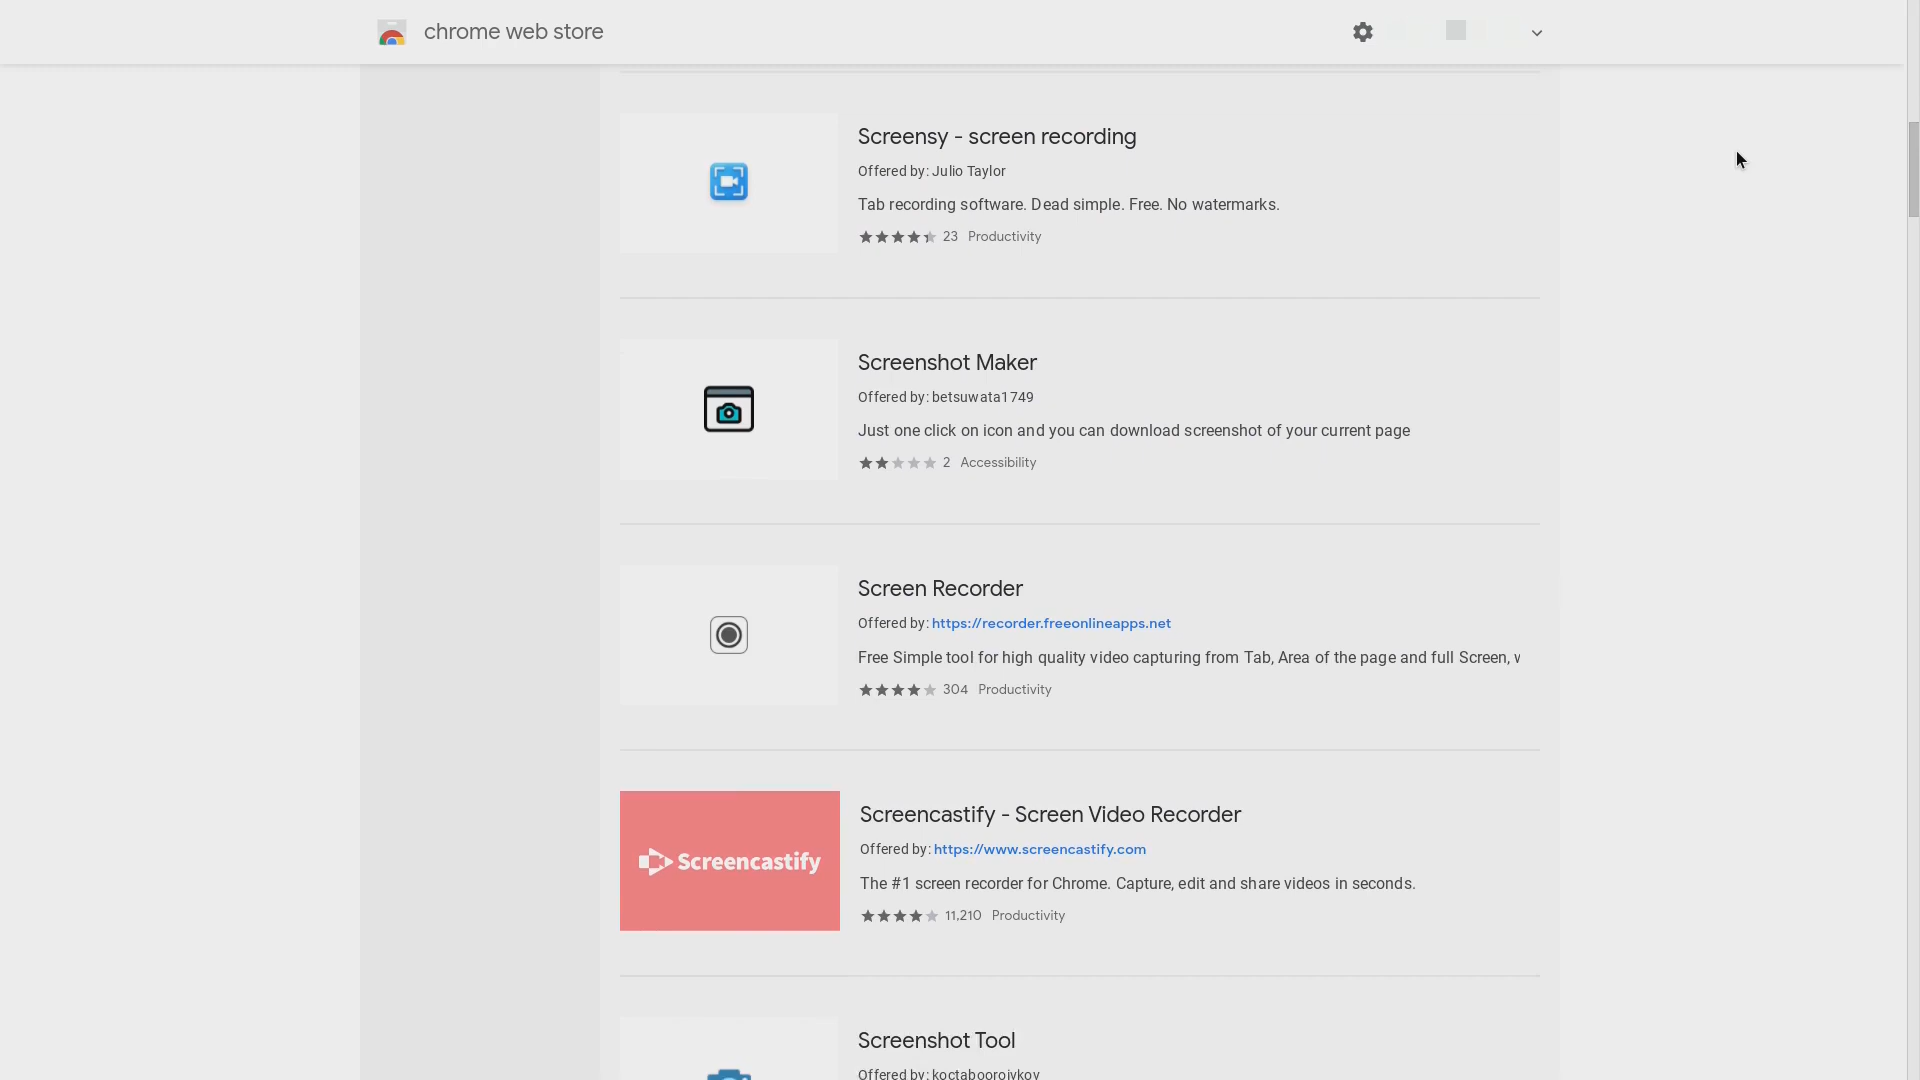 chrome web store
Screensy - screen recording
Offered by: Julio Taylor
Tab recording software. Dead simple. Free. No watermarks.
23 Productivity
Screenshot Maker
Offered by: betsuwata1749
Just one click on icon and you can download screenshot of your current page
2 Accessibility
Screen Recorder
Offered by: https://recorder.freeonlineapps.net
Free Simple tool for high quality video capturing from Tab, Area of the page and full Screen,
304 Productivity
Screencastify
Screencastify - Screen Video Recorder
Offered by: https://www.screencastify.com
The #1 screen recorder for Chrome. Capture, edit and share videos in seconds.
11,210 Productivity
Screenshot Tool
Offered by: